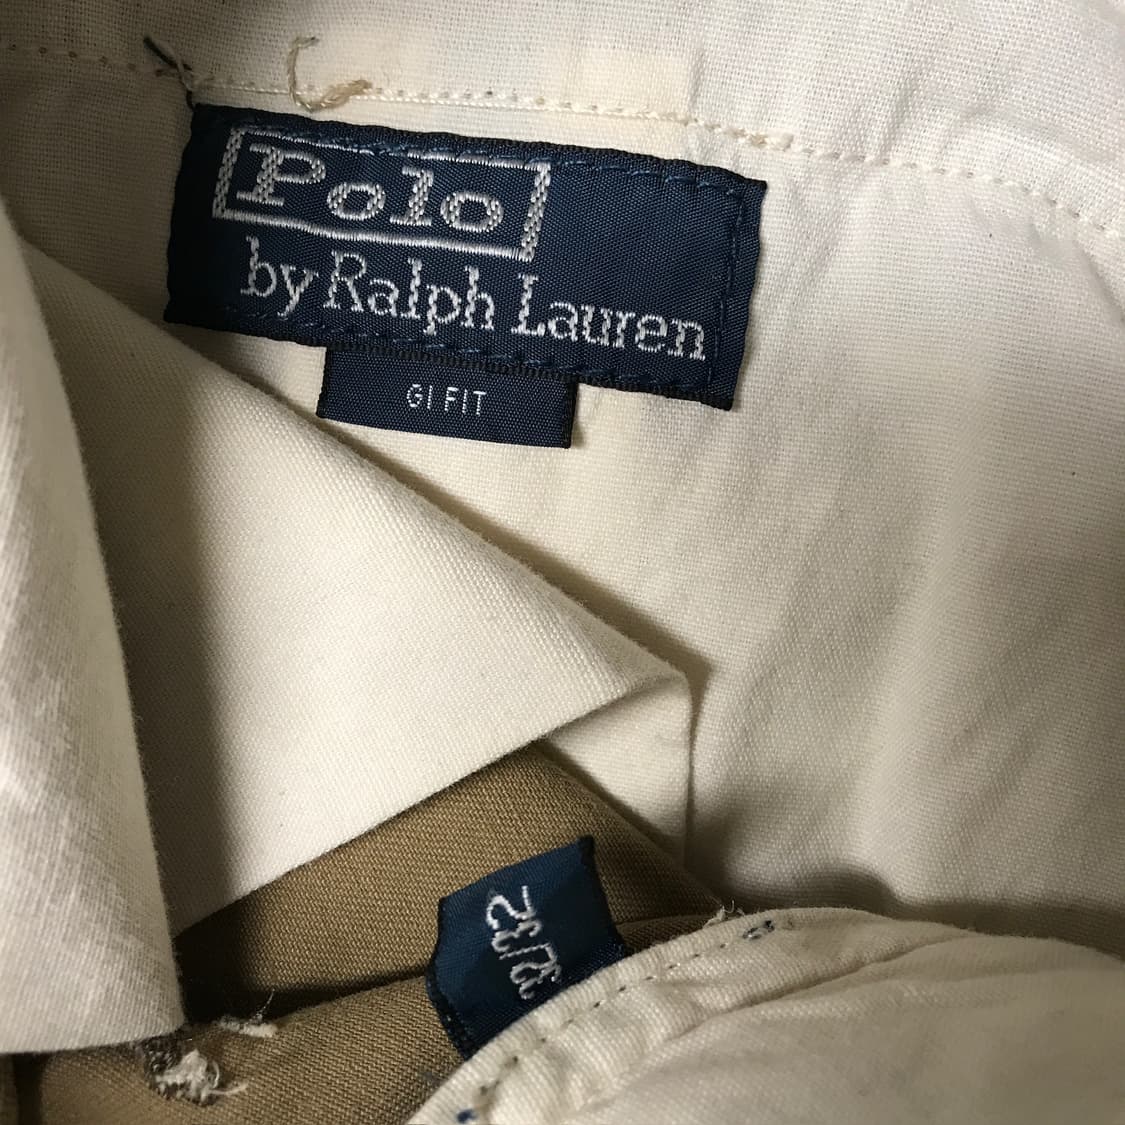 Polo
by Ralph Lauren
GI FIT
32/32